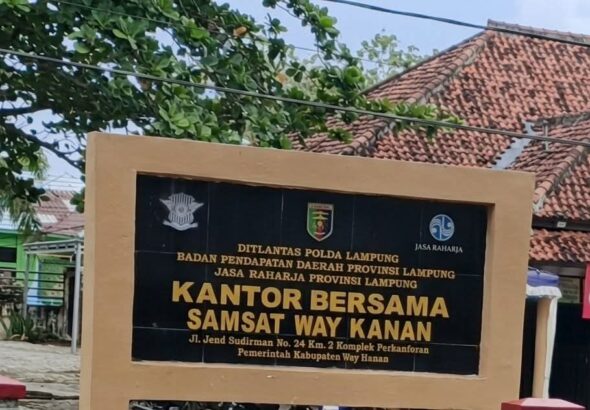 JASA RAHARJA
DITLANTAS POLDA LAMPUNG
BADAN PENDAPATAN DAERAH PROVINSI LAMPUNG
JASA RAHARJA PROVINSI LAMPUNG
KANTOR BERSAMA
SAMSAT WAY KANAN
Jl. Jend Sudirman No. 24 Km. 2 Komplek Perkanforan
Pemerintah Kabupaten Way Hanan